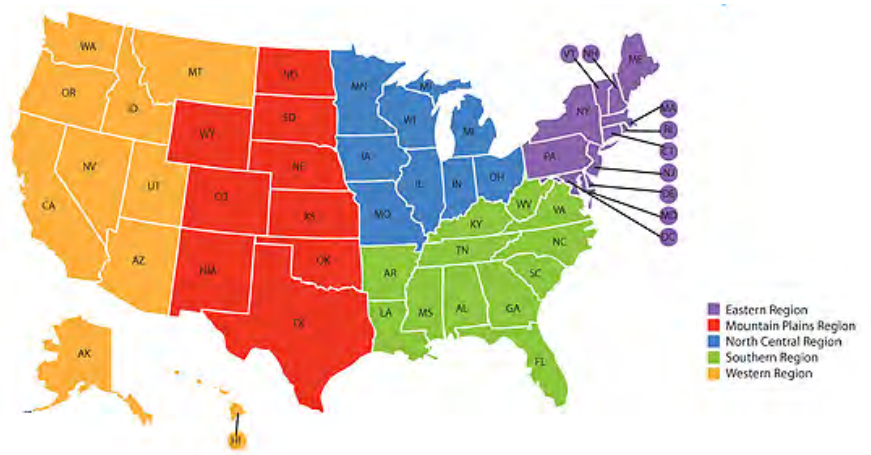 WA
MT
OR
ID
WY
NV
UT
CA
AZ
CO
NM
ND
SD
NE
KS
OK
TX
MN
WI
MI
MI
IA
IL
IN
OH
MO
VT
NH
ME
NY
PA
MA
RI
CT
NJ
DE
MD
DC
WV
VA
KY
NC
TN
SC
AR
LA
MS
AL
GA
FL
AK
HI
Eastern Region
Mountain Plains Region
North Central Region
Southern Region
Western Region